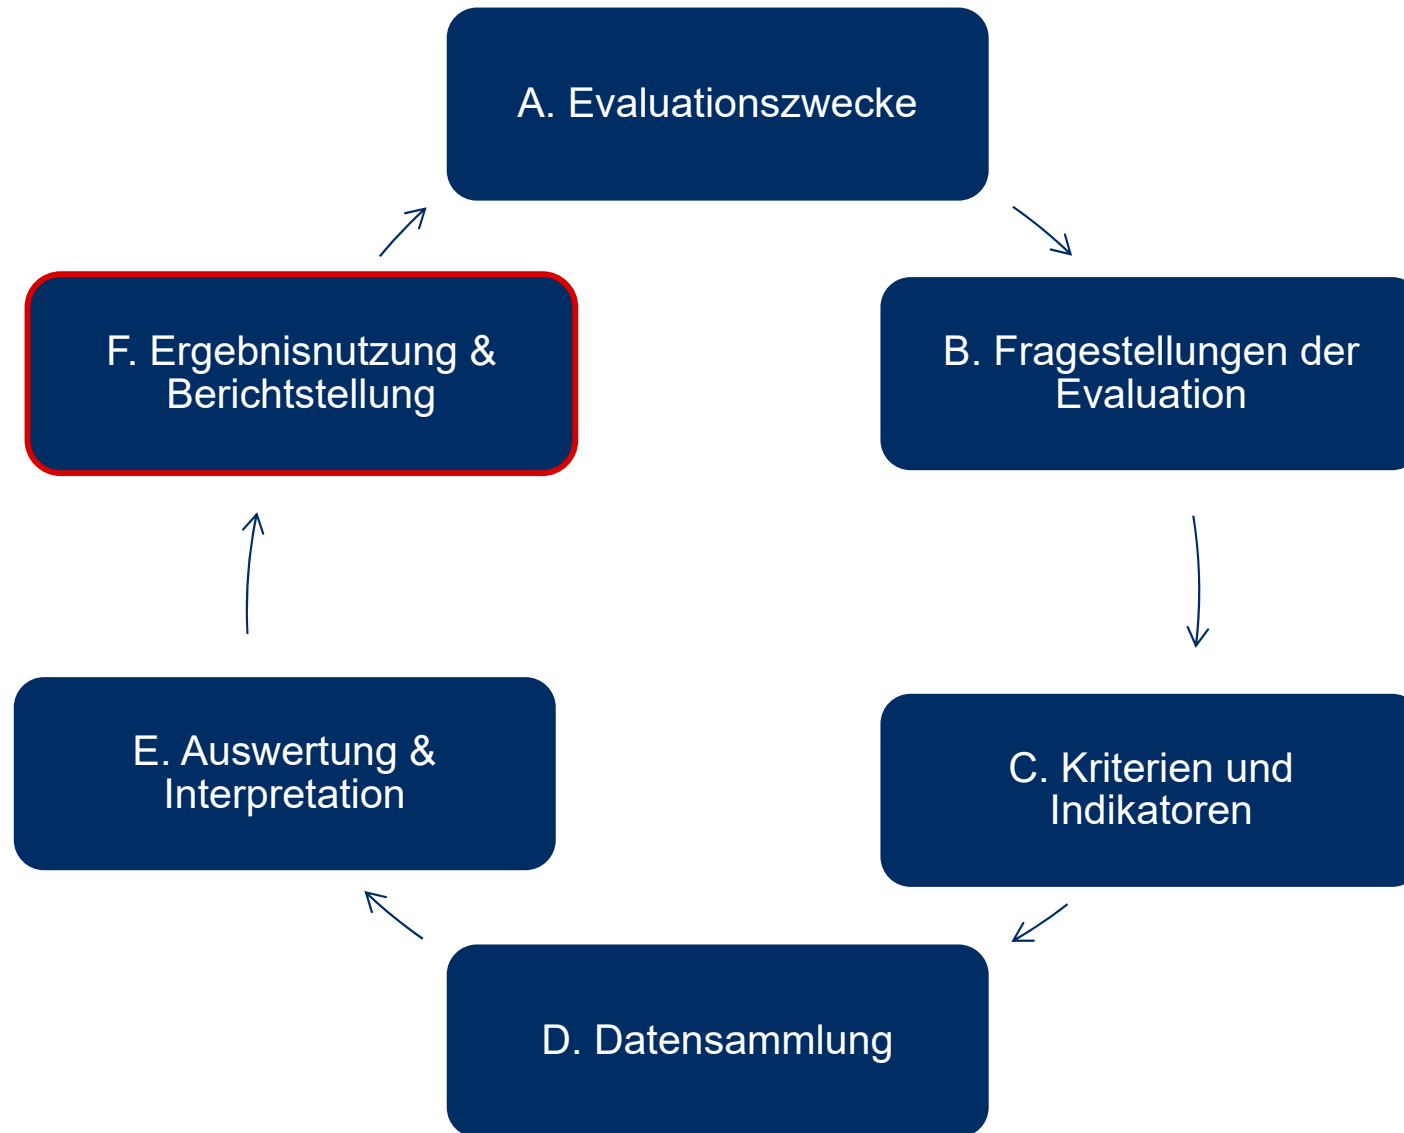 A. Evaluationszwecke
B. Fragestellungen der
Evaluation
C. Kriterien und
Indikatoren
D. Datensammlung
E. Auswertung &
Interpretation
F. Ergebnisnutzung &
Berichtstellung